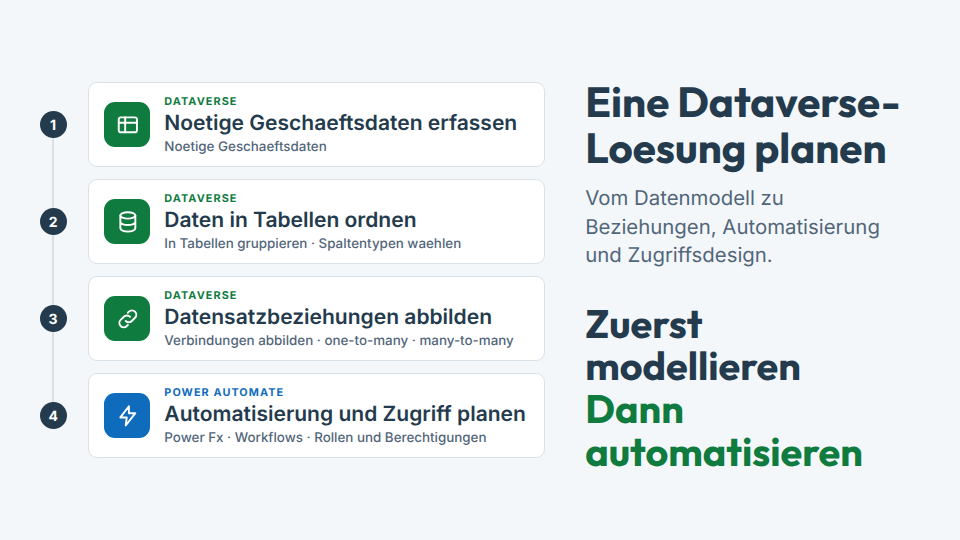 1
DATAVERSE
Noetige Geschaeftsdaten erfassen
Noetige Geschaeftsdaten
2
DATAVERSE
Daten in Tabellen ordnen
In Tabellen gruppieren · Spaltentypen waehlen
3
DATAVERSE
Datensatzbeziehungen abbilden
Verbindungen abbilden · one-to-many · many-to-many
4
POWER AUTOMATE
Automatisierung und Zugriff planen
Power Fx · Workflows · Rollen und Berechtigungen
Eine Dataverse-
Loesung planen
Vom Datenmodell zu
Beziehungen, Automatisierung
und Zugriffsdesign.
Zuerst
modellieren
Dann
automatisieren